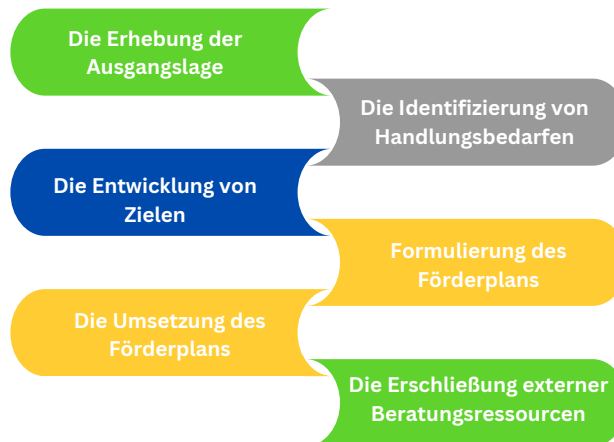 Die Erhebung der
Ausgangslage
Die Identifizierung von
Handlungsbedarfen
Die Entwicklung von
Zielen
Formulierung des
Förderplans
Die Umsetzung des
Förderplans
Die Erschließung externer
Beratungsressourcen